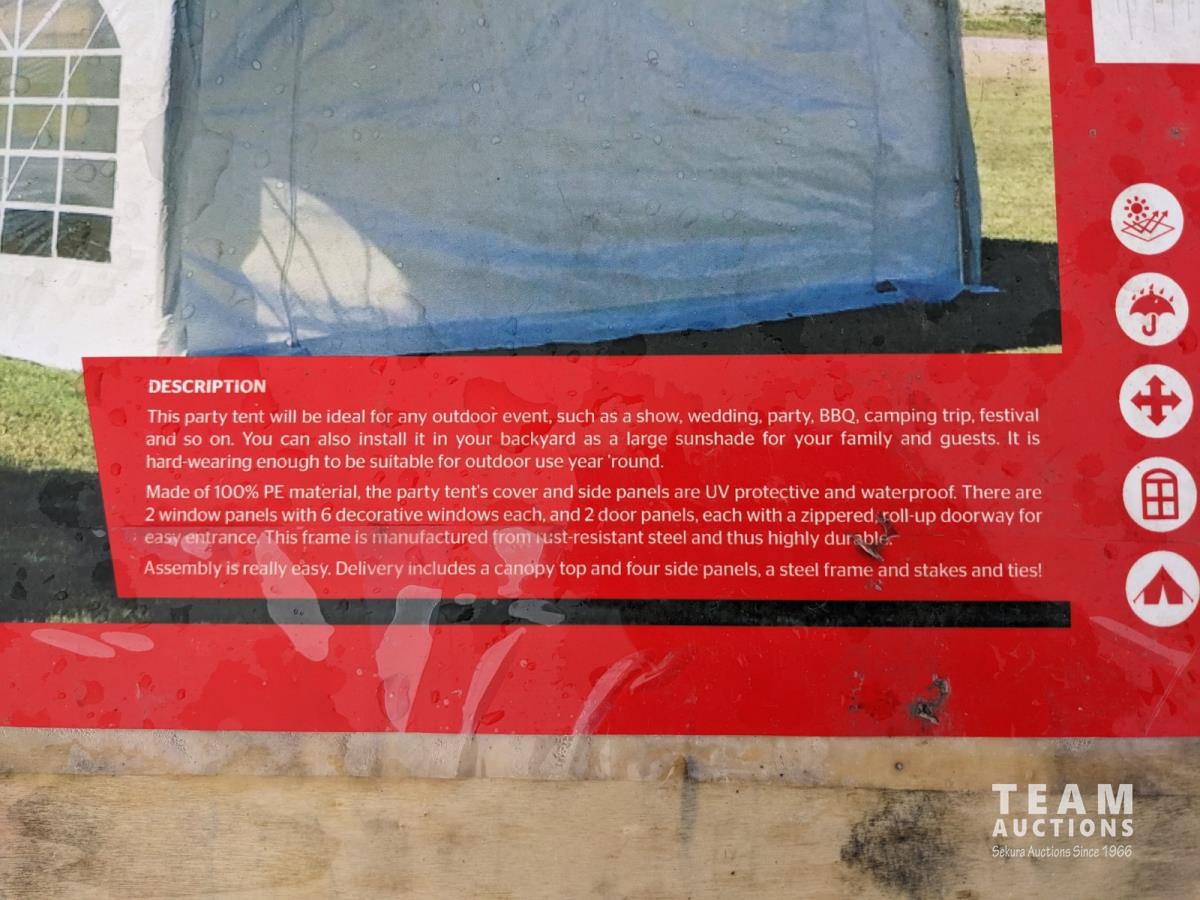 DESCRIPTION
This party tent will be ideal for any outdoor event, such as a show, wedding, party, BBQ, camping trip, festival
and so on. You can also install it in your backyard as a large sunshade for your family and guests. It is
hard-wearing enough to be suitable for outdoor use year 'round.
Made of 100% PE material, the party tent's cover and side panels are UV protective and waterproof. There are
2 window panels with 6 decorative windows each, and 2 door panels, each with a zippered roll-up doorway for
easy entrance. This frame is manufactured from rust-resistant steel and thus highly durable.
Assembly is really easy. Delivery includes a canopy top and four side panels, a steel frame and stakes and ties!
TEAM
AUCTIONS
Sekura Auctions Since 1966